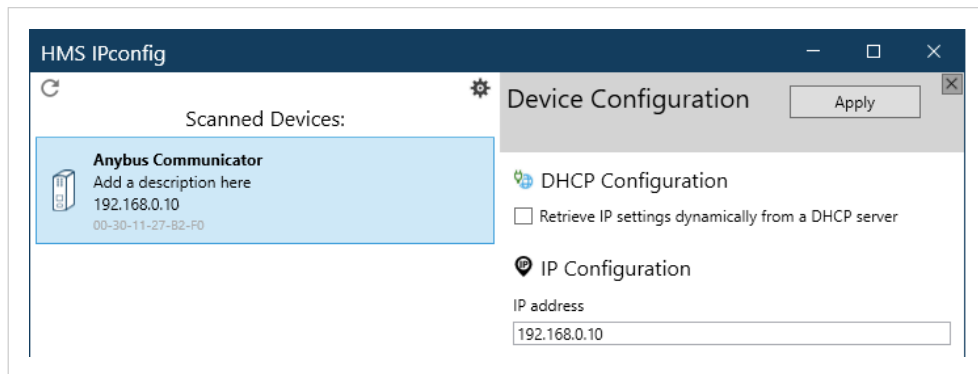 HMS IPconfig
Scanned Devices:
Anybus Communicator
Add a description here
192.168.0.10
00-30-11-27-B2-F0
Device Configuration
Apply
DHCP Configuration
Retrieve IP settings dynamically from a DHCP server
IP
IP Configuration
IP address
192.168.0.10